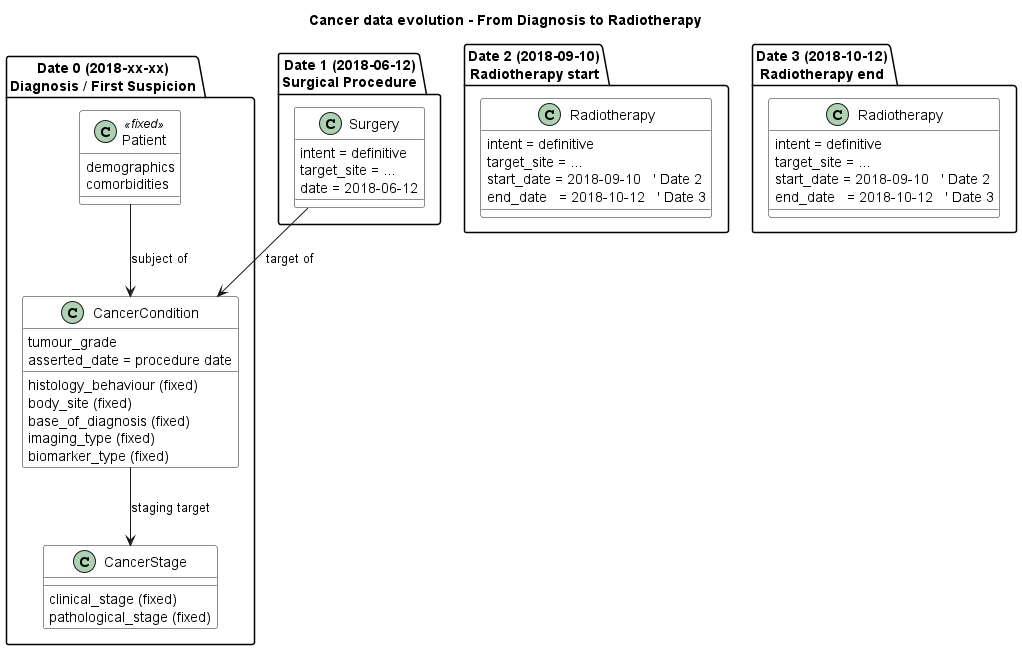 Cancer data evolution - From Diagnosis to Radiotherapy
Date 0 (2018-xx-xx)
Diagnosis / First Suspicion
C
«fixed»
Patient
demographics
comorbidities
subject of
C CancerCondition
tumour_grade
asserted_date = procedure date
histology_behaviour (fixed)
body_site (fixed)
base_of_diagnosis (fixed)
imaging_type (fixed)
biomarker_type (fixed)
staging target
C CancerStage
clinical_stage (fixed)
pathological_stage (fixed)
Date 1 (2018-06-12)
Surgical Procedure
C Surgery
intent = definitive
target_site = ...
date = 2018-06-12
target of
Date 2 (2018-09-10)
Radiotherapy start
C Radiotherapy
intent = definitive
target_site = ...
start_date = 2018-09-10 ' Date 2
end_date = 2018-10-12 ' Date 3
Date 3 (2018-10-12)
Radiotherapy end
C Radiotherapy
intent = definitive
target_site = ...
start_date = 2018-09-10 ' Date 2
end_date = 2018-10-12 ' Date 3